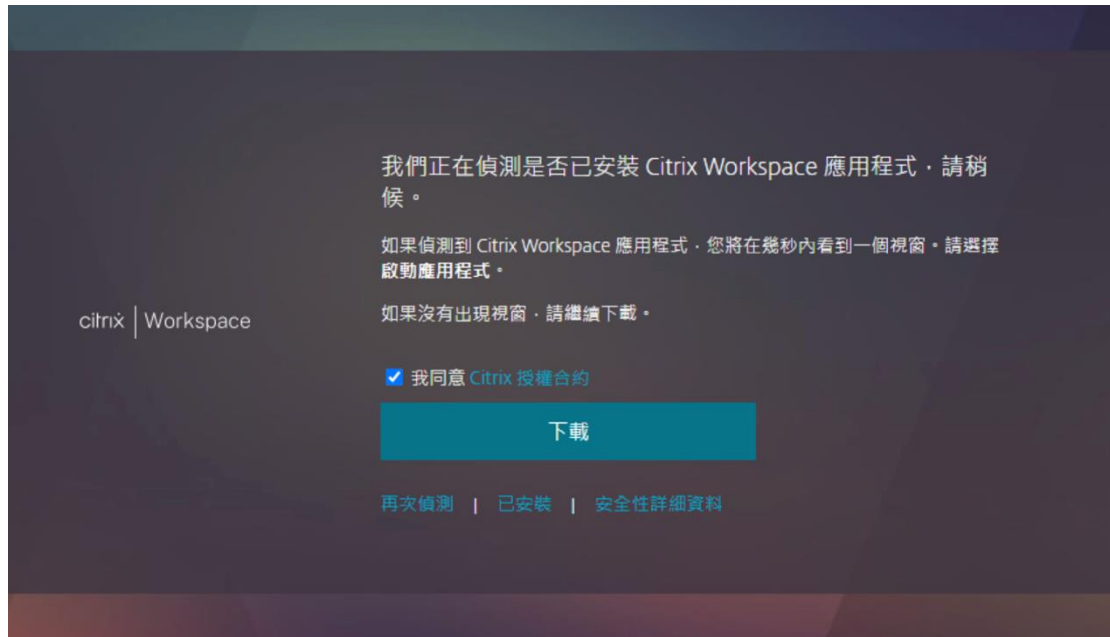 我們正在偵測是否已安裝 Citrix Workspace 應用程式，請稍
候。
如果偵測到 Citrix Workspace 應用程式，您將在幾秒內看到一個視窗。請選擇
啟動應用程式。
citrix | Workspace
如果沒有出現視窗，請繼續下載。
我同意 Citrix 授權合約
下載
再次偵測 | 已安裝 | 安全性詳細資料